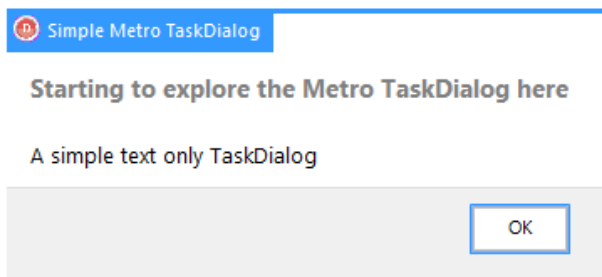 Simple Metro TaskDialog
Starting to explore the Metro TaskDialog here
A simple text only TaskDialog
OK